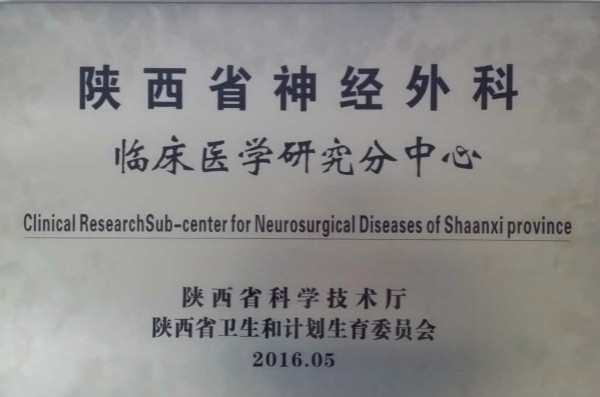 陕西省神经外科
临床医学研究分中心
Clinical ResearchSub-center for Neurosurgical Diseases of Shaanxi province
陕西省科学技术厅
陕西省卫生和计划生育委员会
2016.05